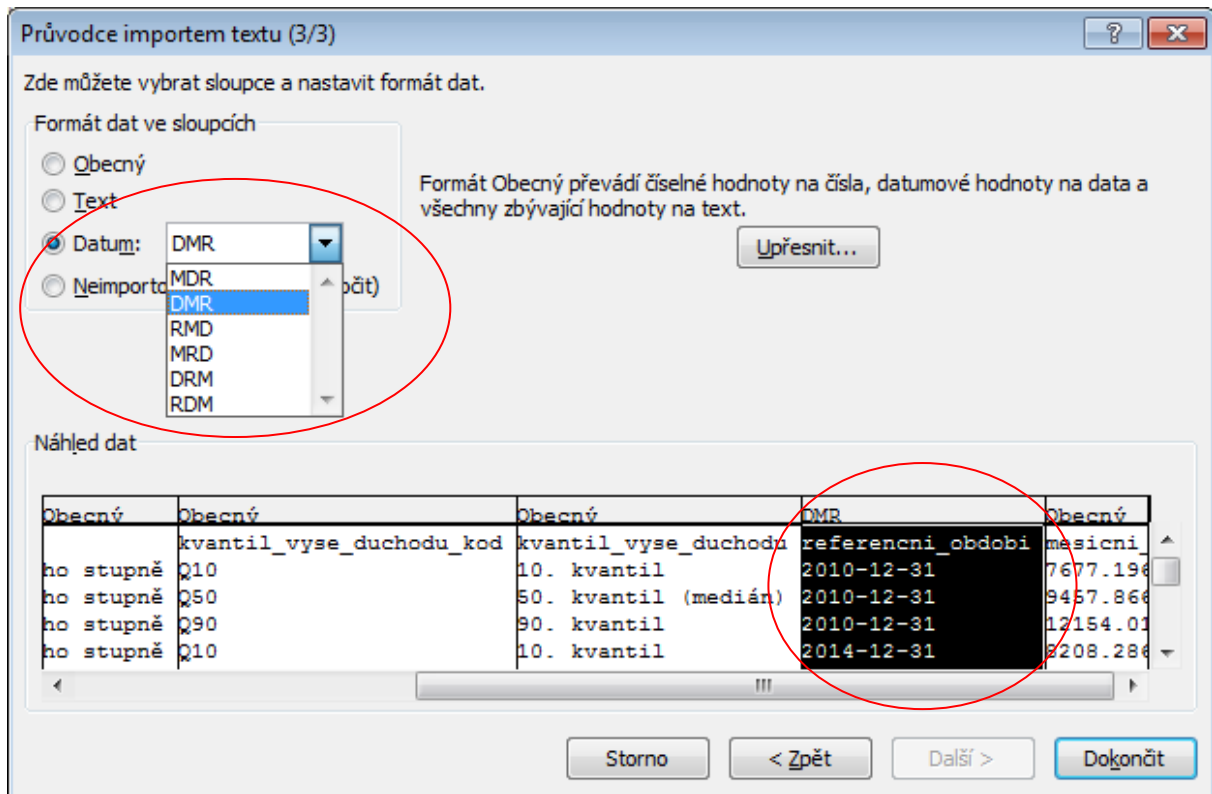 Průvodce importem textu (3/3)
Zde můžete vybrat sloupce a nastavit formát dat.
Formát dat ve sloupcích
Obecný
Text
Datum: DMR
Neimporto očit)
MDR
DMR
RMD
MRD
DRM
RDM
Formát Obecný převádí číselné hodnoty na čísla, datumové hodnoty na data a
všechny zbývající hodnoty na text.
Upřesnit...
Náhled dat
Obecný Obecný Obecný DMR Obecný
kvantil_vyse_duchodu_kod kvantil_vyse_duchodu referencni_obdobi mesicni_
ho stupně Q10 10. kvantil 2010-12-31 7677.196
ho stupně Q50 50. kvantil (medián) 2010-12-31 9457.866
ho stupně Q90 90. kvantil 2010-12-31 12154.01
ho stupně Q10 10. kvantil 2014-12-31 8208.286
Storno < Zpět Další > Dokončit